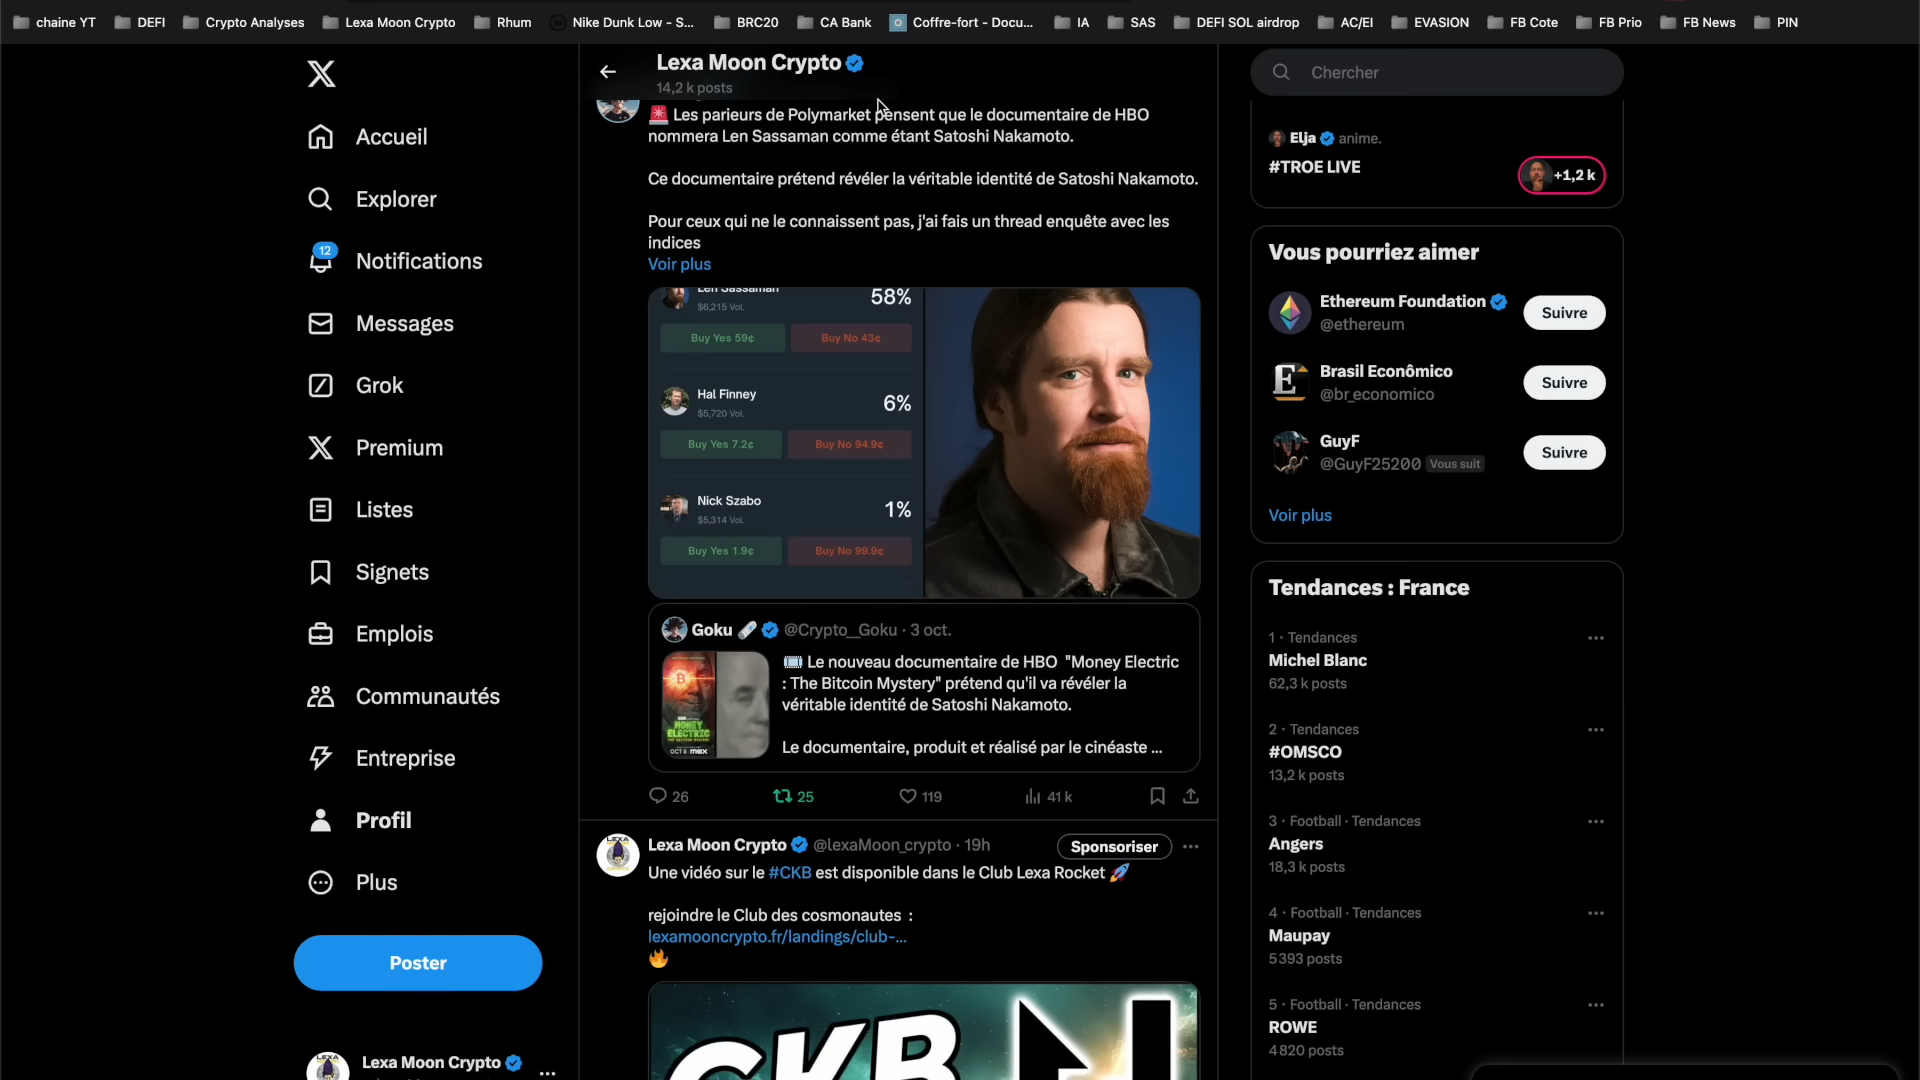 chaine YT
DEFI
Crypto Analyses
Lexa Moon Crypto
Rhum
Nike Dunk Low - S...
BRC20
CA Bank
Coffre-fort - Docu...
IA
SAS
DEFI SOL airdrop
AC/EI
EVASION
FB Cote
FB Prio
FB News
PIN
Accueil
Explorer
12
Notifications
Messages
Grok
Premium
Listes
Signets
Emplois
Communautés
Entreprise
Profil
Plus
Poster
Lexa Moon Crypto
Lexa Moon Crypto
14,2 k posts
🚨 Les parieurs de Polymarket pensent que le documentaire de HBO
nommera Len Sassaman comme étant Satoshi Nakamoto.
Ce documentaire prétend révéler la véritable identité de Satoshi Nakamoto.
Pour ceux qui ne le connaissent pas, j'ai fais un thread enquête avec les
indices
Voir plus
Len Sassaman
$6,215 Vol.
58%
Buy Yes 59¢
Buy No 43¢
Hal Finney
$5,720 Vol.
6%
Buy Yes 7.2¢
Buy No 94.9¢
Nick Szabo
$5,314 Vol.
1%
Buy Yes 1.9¢
Buy No 99.9¢
Goku @Crypto__Goku · 3 oct.
Le nouveau documentaire de HBO "Money Electric
: The Bitcoin Mystery" prétend qu'il va révéler la
véritable identité de Satoshi Nakamoto.
Le documentaire, produit et réalisé par le cinéaste ...
MONEY
ELECTRIC
OCT 8 max
26
25
119
41 k
Lexa Moon Crypto @lexaMoon_crypto · 19h
Sponsoriser
Une vidéo sur le #CKB est disponible dans le Club Lexa Rocket 🚀
rejoindre le Club des cosmonautes :
lexamooncrypto.fr/landings/club-...
🔥
CKB
Chercher
Elja anime.
#TROE LIVE
+1,2 k
Vous pourriez aimer
Ethereum Foundation
@ethereum
Suivre
Brasil Econômico
@br_economico
Suivre
GuyF
@GuyF25200 Vous suit
Suivre
Voir plus
Tendances : France
1 · Tendances
Michel Blanc
62,3 k posts
2 · Tendances
#OMSCO
13,2 k posts
3 · Football · Tendances
Angers
18,3 k posts
4 · Football · Tendances
Maupay
5 393 posts
5 · Football · Tendances
ROWE
4 820 posts